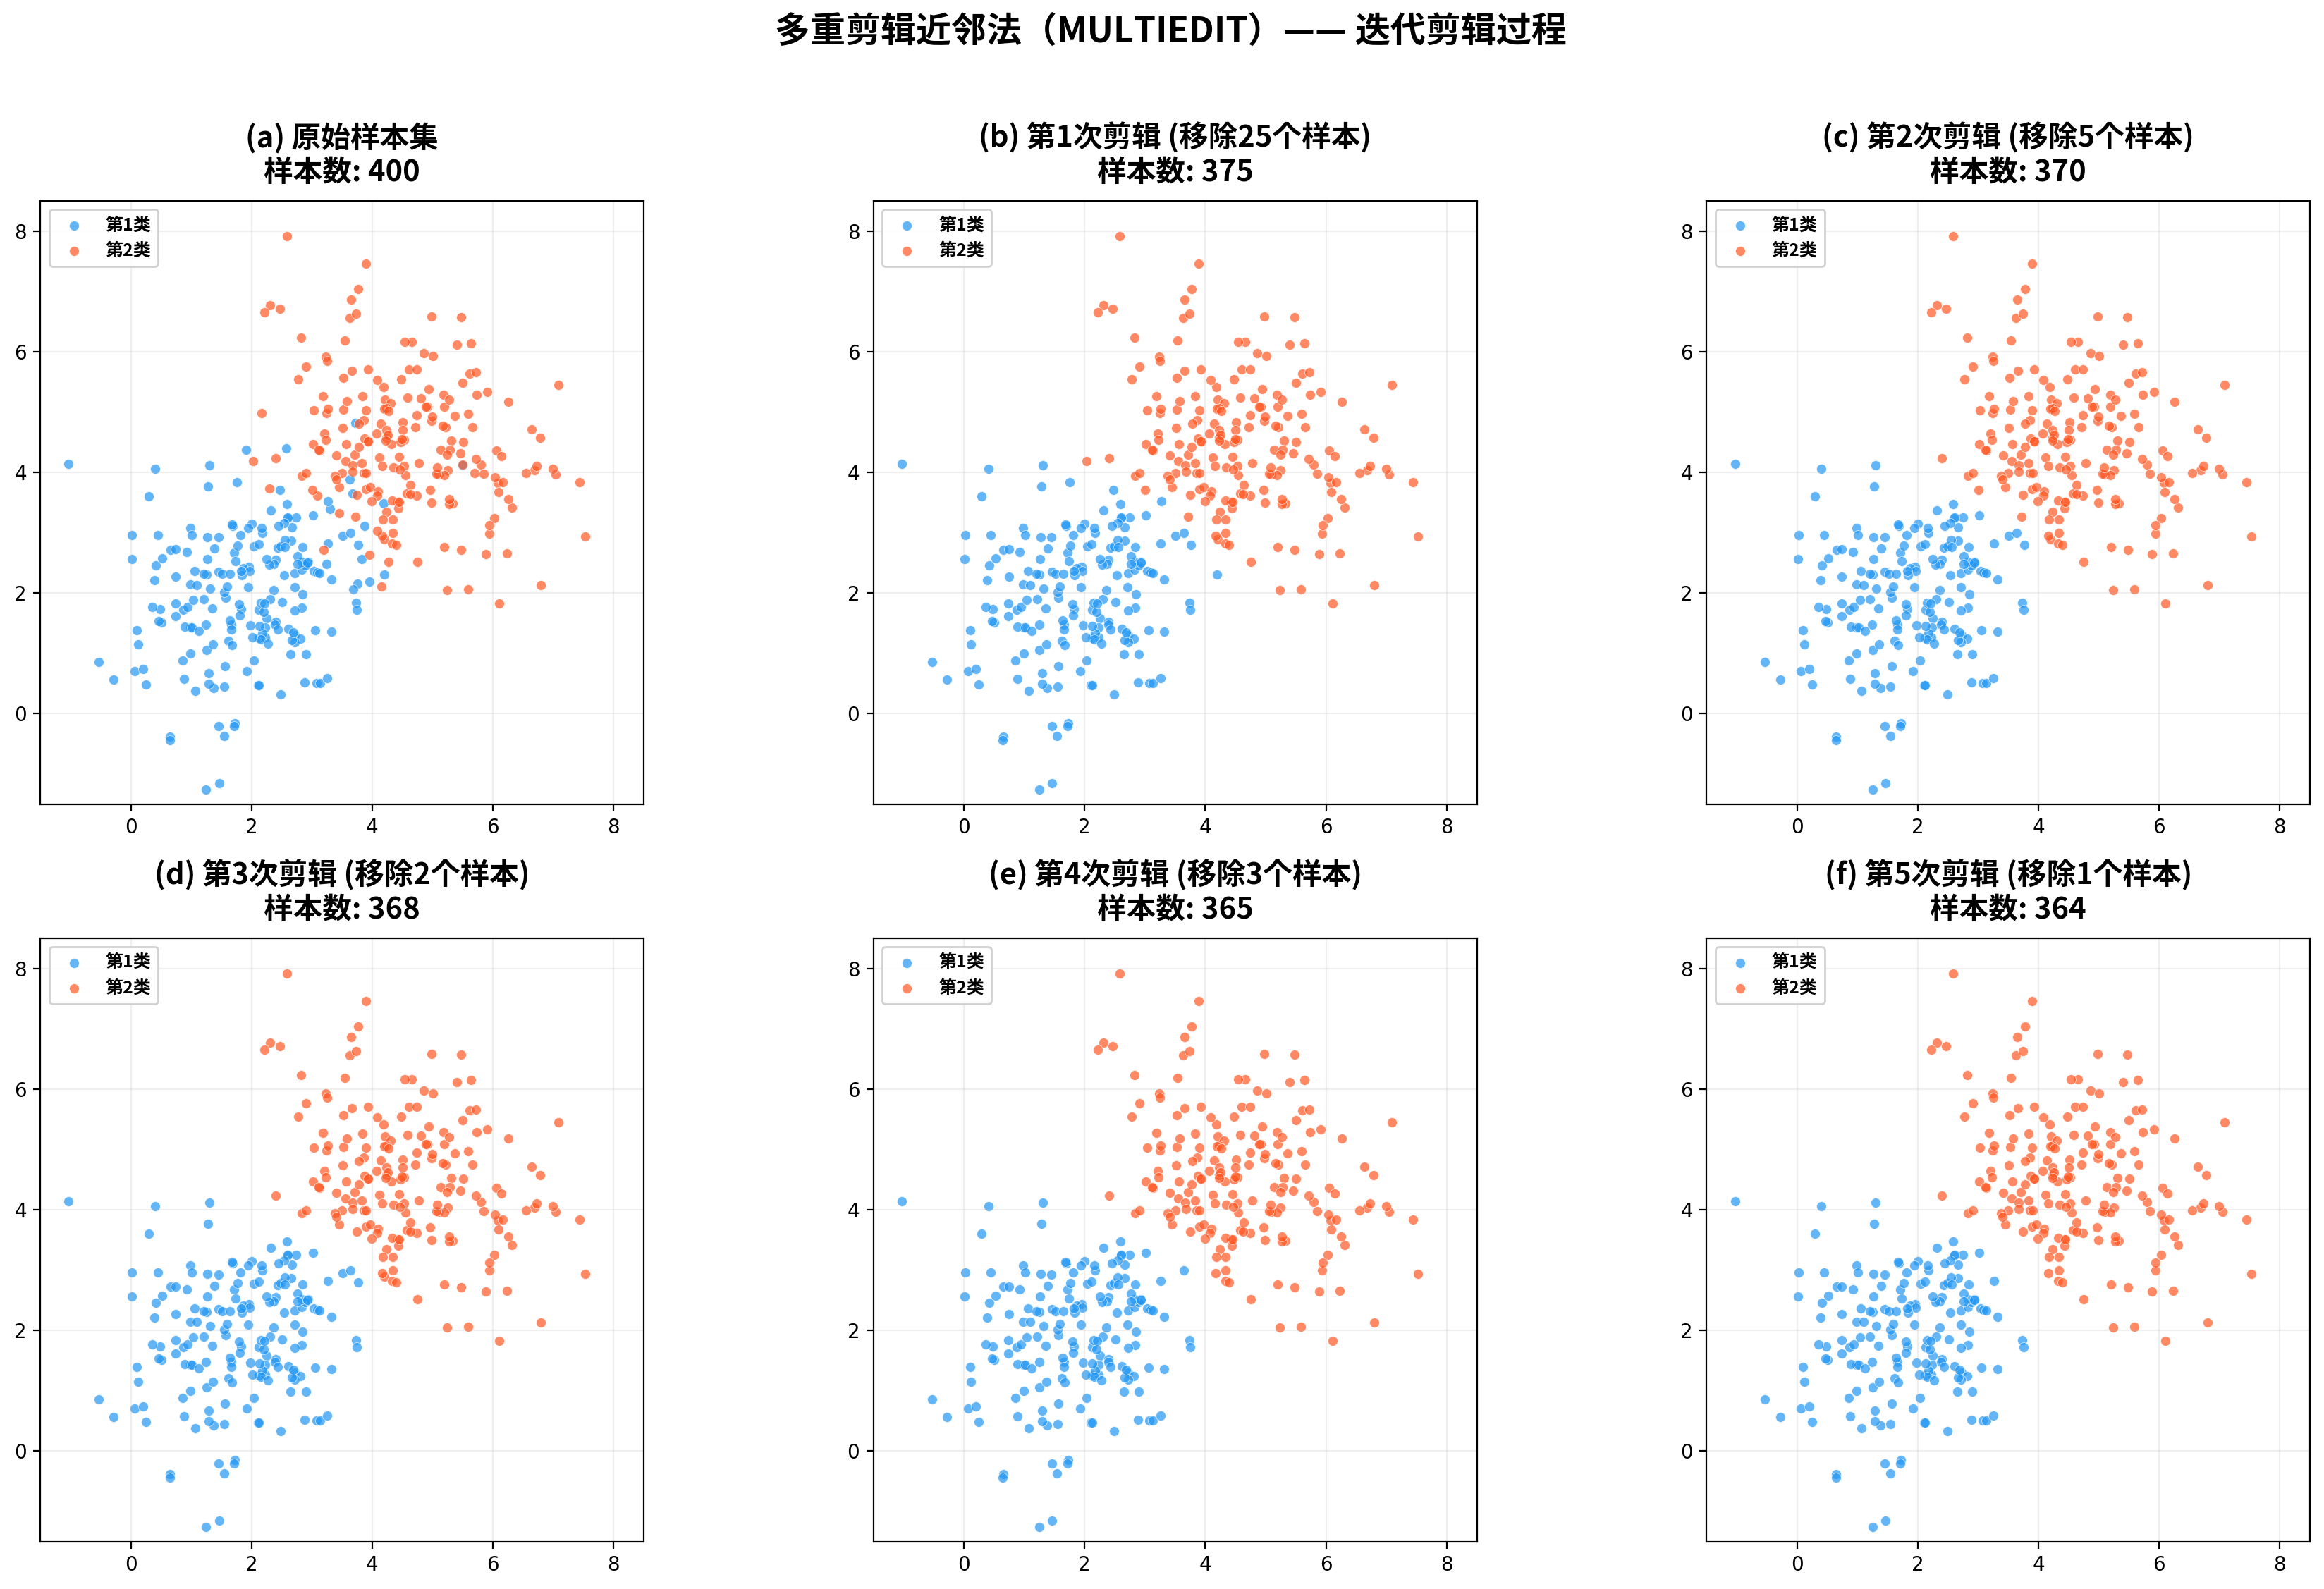 多重剪辑近邻法（MULTIEDIT）—— 迭代剪辑过程
(a) 原始样本集
样本数: 400
第1类
第2类
8
6
4
2
0
0 2 4 6 8
(b) 第1次剪辑 (移除25个样本)
样本数: 375
第1类
第2类
8
6
4
2
0
0 2 4 6 8
(c) 第2次剪辑 (移除5个样本)
样本数: 370
第1类
第2类
8
6
4
2
0
0 2 4 6 8
(d) 第3次剪辑 (移除2个样本)
样本数: 368
第1类
第2类
8
6
4
2
0
0 2 4 6 8
(e) 第4次剪辑 (移除3个样本)
样本数: 365
第1类
第2类
8
6
4
2
0
0 2 4 6 8
(f) 第5次剪辑 (移除1个样本)
样本数: 364
第1类
第2类
8
6
4
2
0
0 2 4 6 8